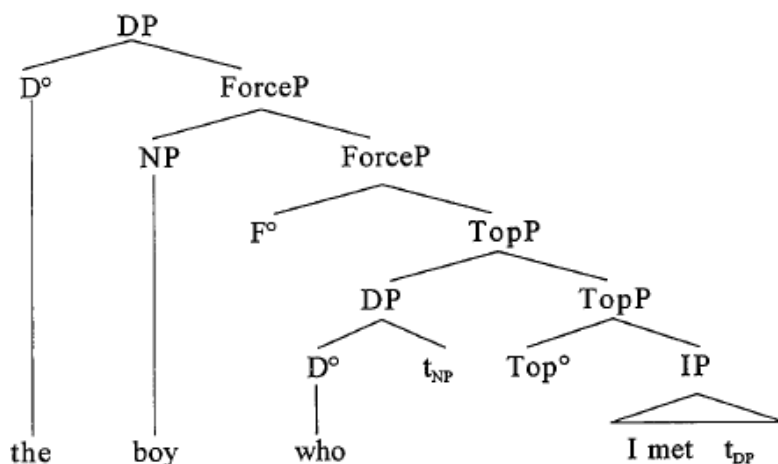 DP
D° ForceP
NP ForceP
F° TopP
DP TopP
D° t_NP Top° IP
the boy who I met t_DP